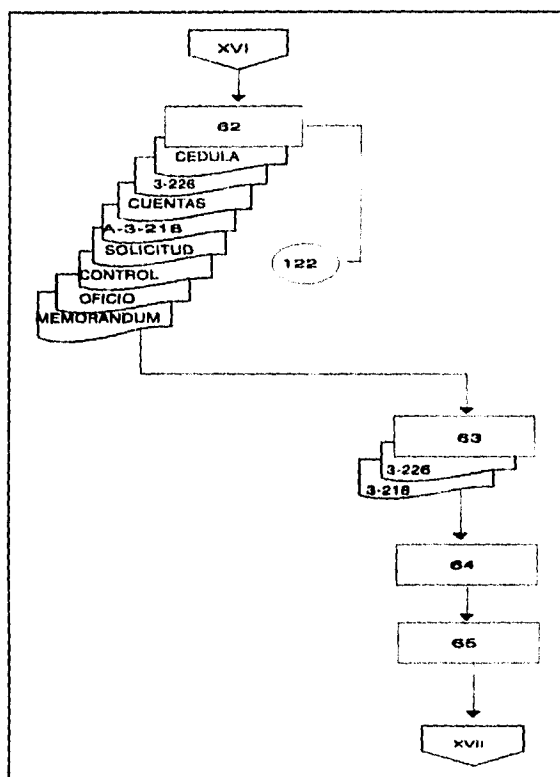 XVI
62
CEDULA
3-226
CUENTAS
A-3-218
SOLICITUD
122
CONTROL
OFICIO
MEMORANDUM
63
3-226
3-218
64
65
XVII